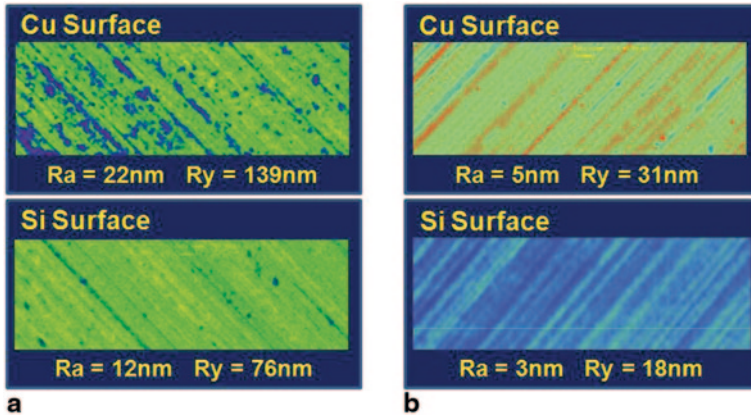 Cu Surface
Ra = 22nm Ry = 139nm
Si Surface
Ra = 12nm Ry = 76nm
a
Cu Surface
Ra = 5nm Ry = 31nm
Si Surface
Ra = 3nm Ry = 18nm
b